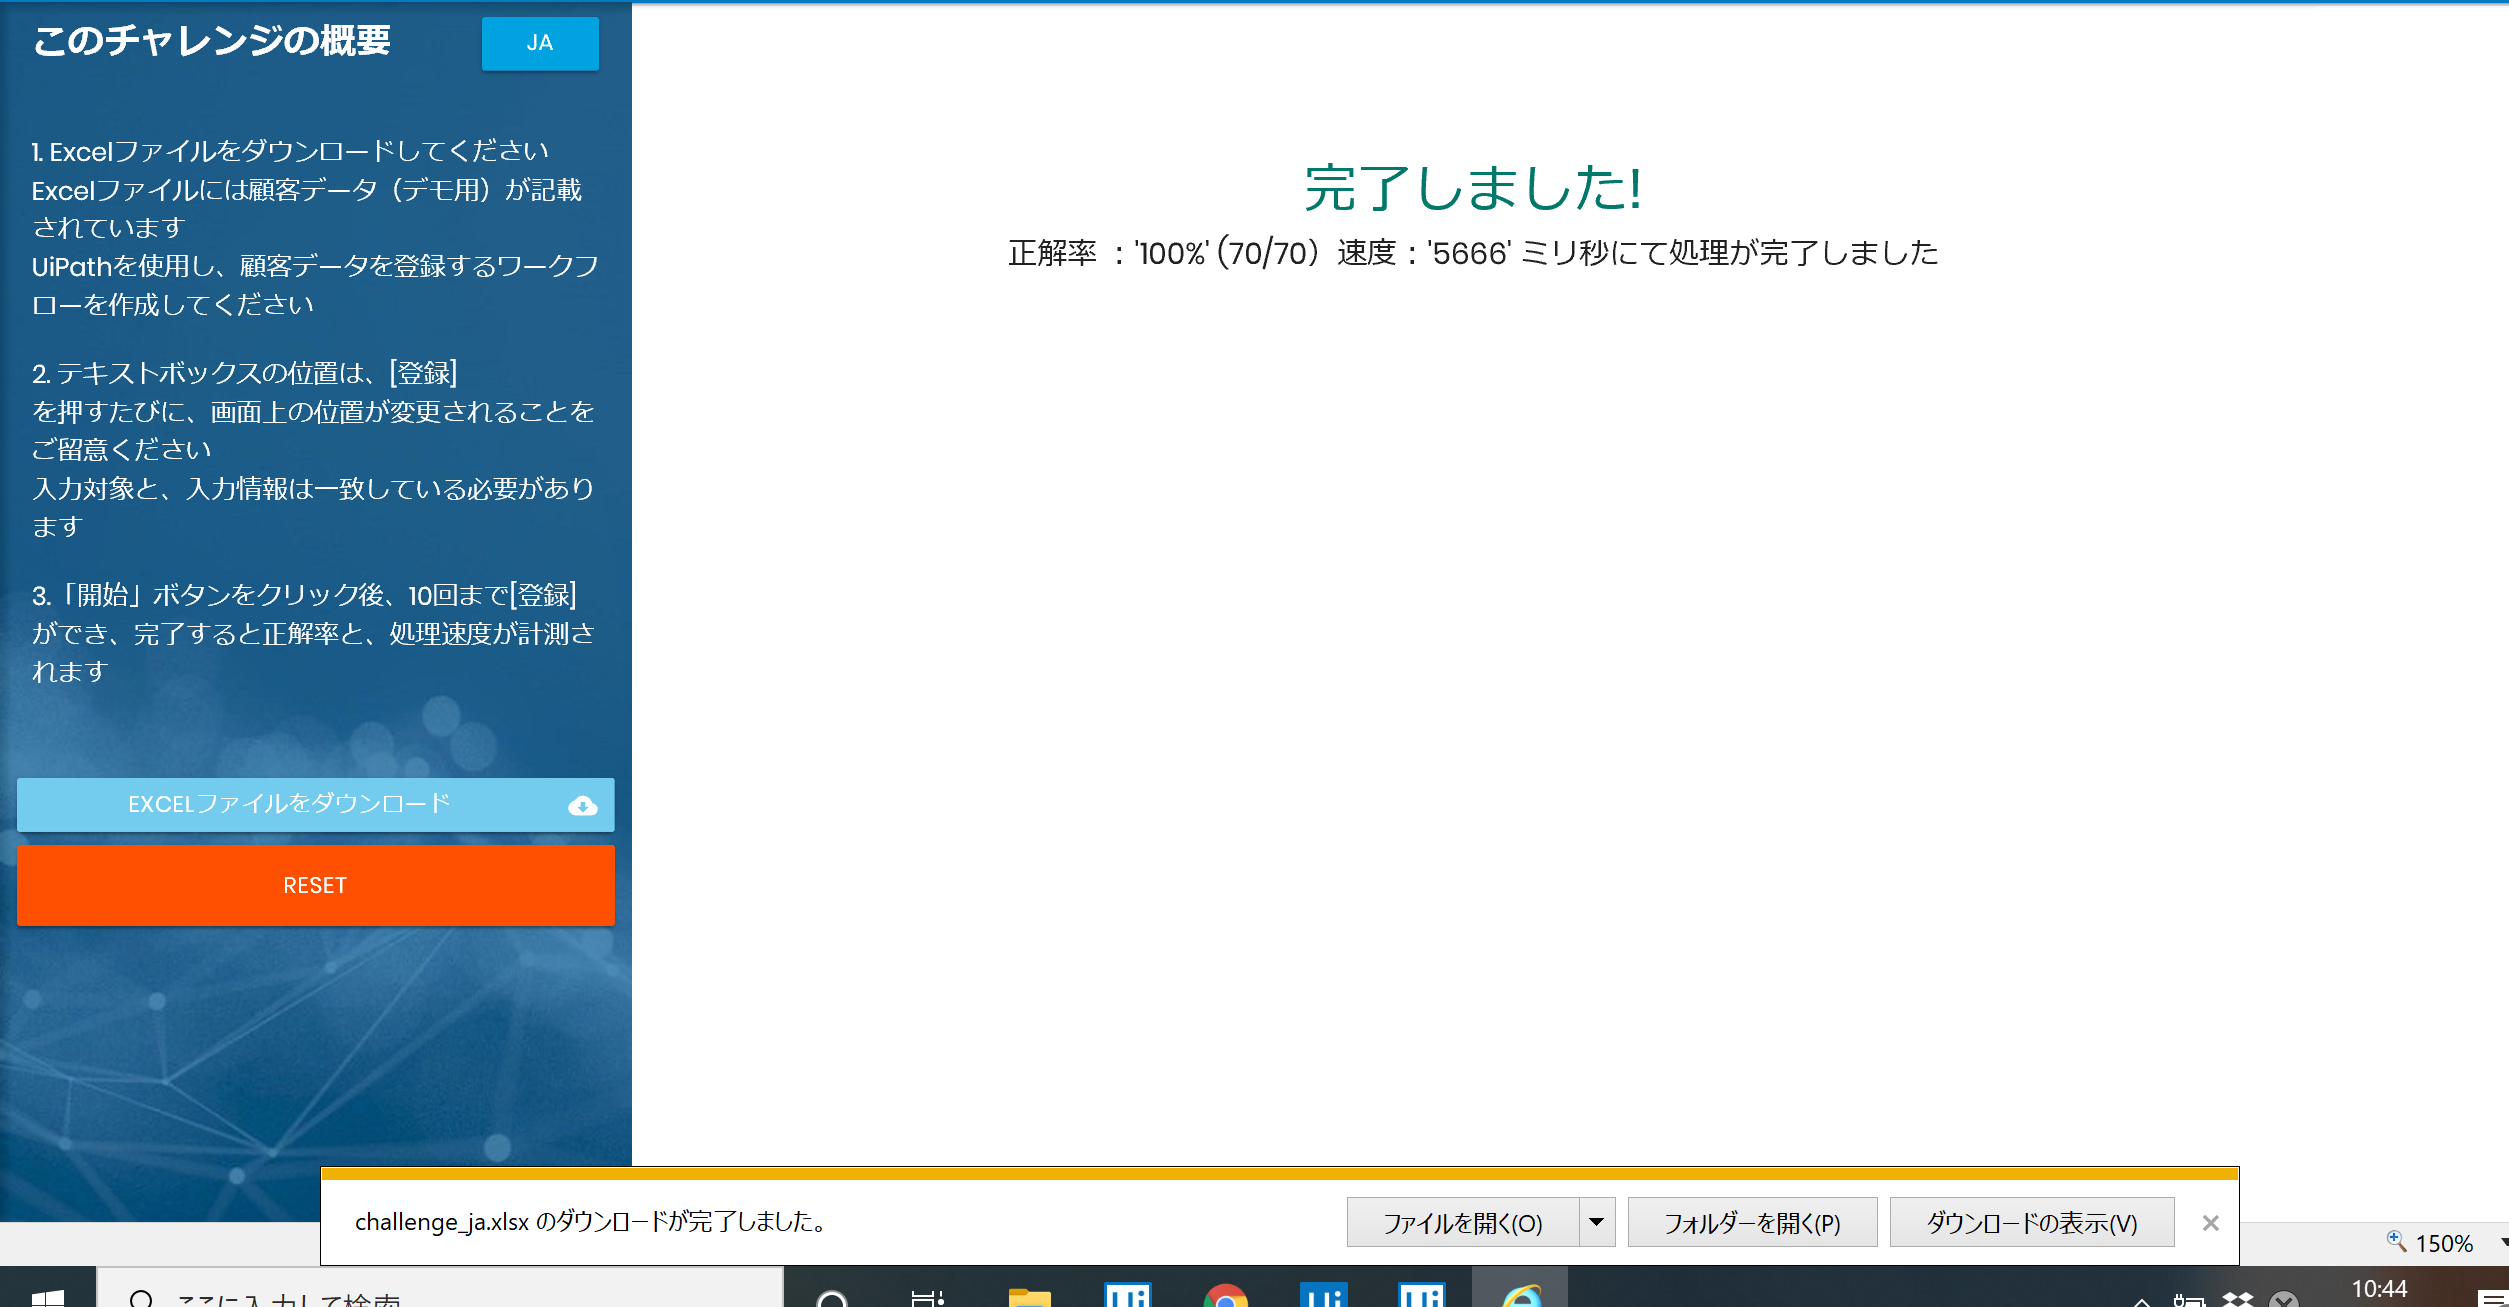 このチャレンジの概要
JA
1. Excelファイルをダウンロードしてください
Excelファイルには顧客データ（デモ用）が記載
されています
UiPathを使用し、顧客データを登録するワークフ
ローを作成してください
2. テキストボックスの位置は、[登録]
を押すたびに、画面上の位置が変更されることを
ご留意ください
入力対象と、入力情報は一致している必要があり
ます
3.「開始」ボタンをクリック後、10回まで[登録]
ができ、完了すると正解率と、処理速度が計測さ
れます
EXCELファイルをダウンロード
RESET
完了しました!
正解率 ：'100%' (70/70）速度：'5666' ミリ秒にて処理が完了しました
challenge_ja.xlsx のダウンロードが完了しました。
ファイルを開く(O)
フォルダーを開く(P)
ダウンロードの表示(V)
150%
ここに入力して検索
Ui
Ui
Ui
10:44